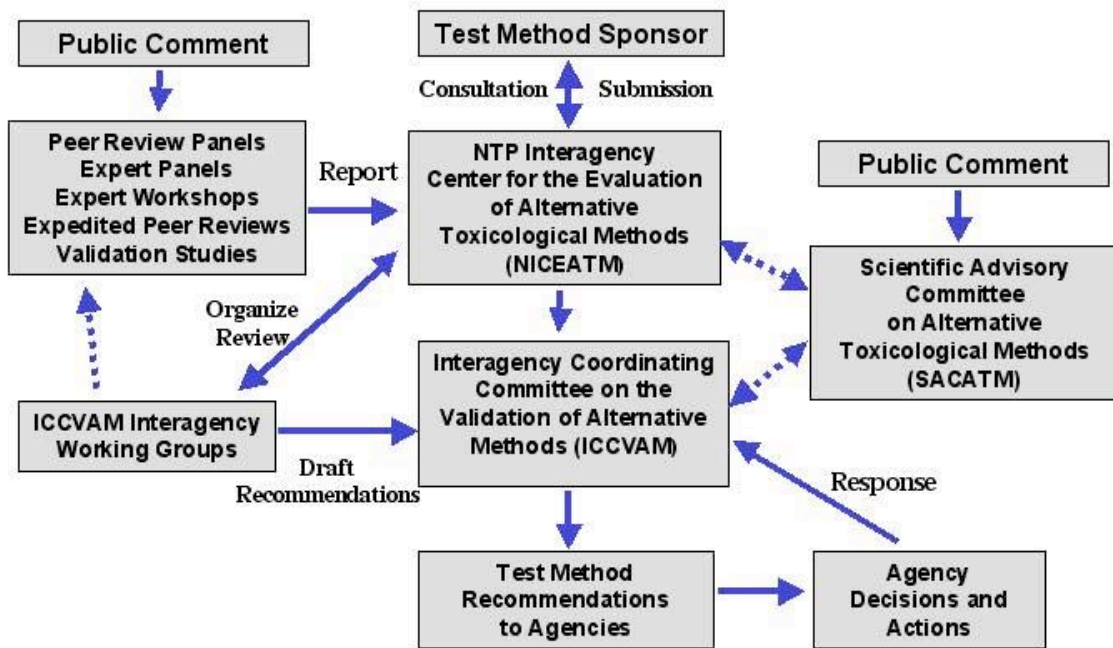 Public Comment
Test Method Sponsor
Consultation
Submission
Peer Review Panels
Expert Panels
Expert Workshops
Expedited Peer Reviews
Validation Studies
Report
NTP Interagency
Center for the Evaluation
of Alternative
Toxicological Methods
(NICEATM)
Public Comment
Organize
Review
Scientific Advisory
Committee
on Alternative
Toxicological Methods
(SACATM)
Interagency Coordinating
Committee on the
Validation of Alternative
Methods (ICCVAM)
ICCVAM Interagency
Working Groups
Draft
Recommendations
Response
Test Method
Recommendations
to Agencies
Agency
Decisions and
Actions